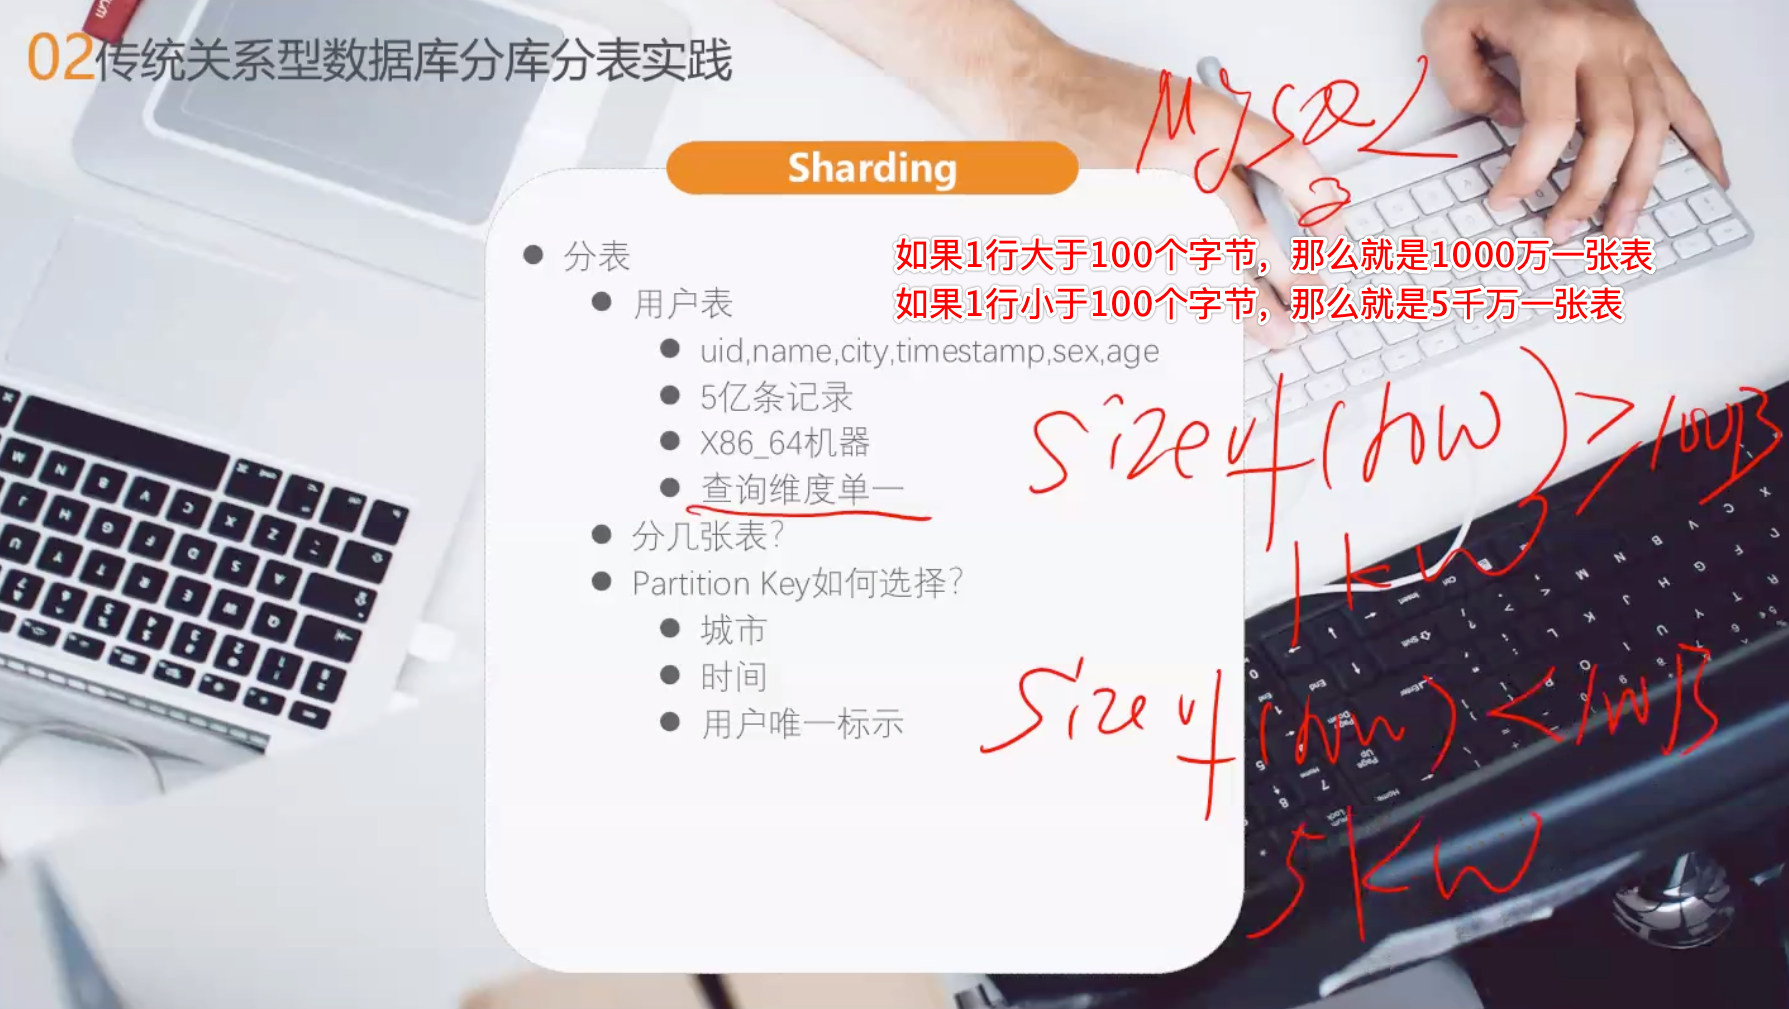 02传统关系型数据库分库分表实践
MySQL
Sharding
分表
如果1行大于100个字节，那么就是1000万一张表
用户表
如果1行小于100个字节，那么就是5千万一张表
uid,name,city,timestamp,sex,age
5亿条记录
sizeof(row)>100B
X86_64机器
查询维度单一
分几张表？
1KW
Partition Key如何选择？
城市
时间
sizeof(row)<100B
用户唯一标示
5KW